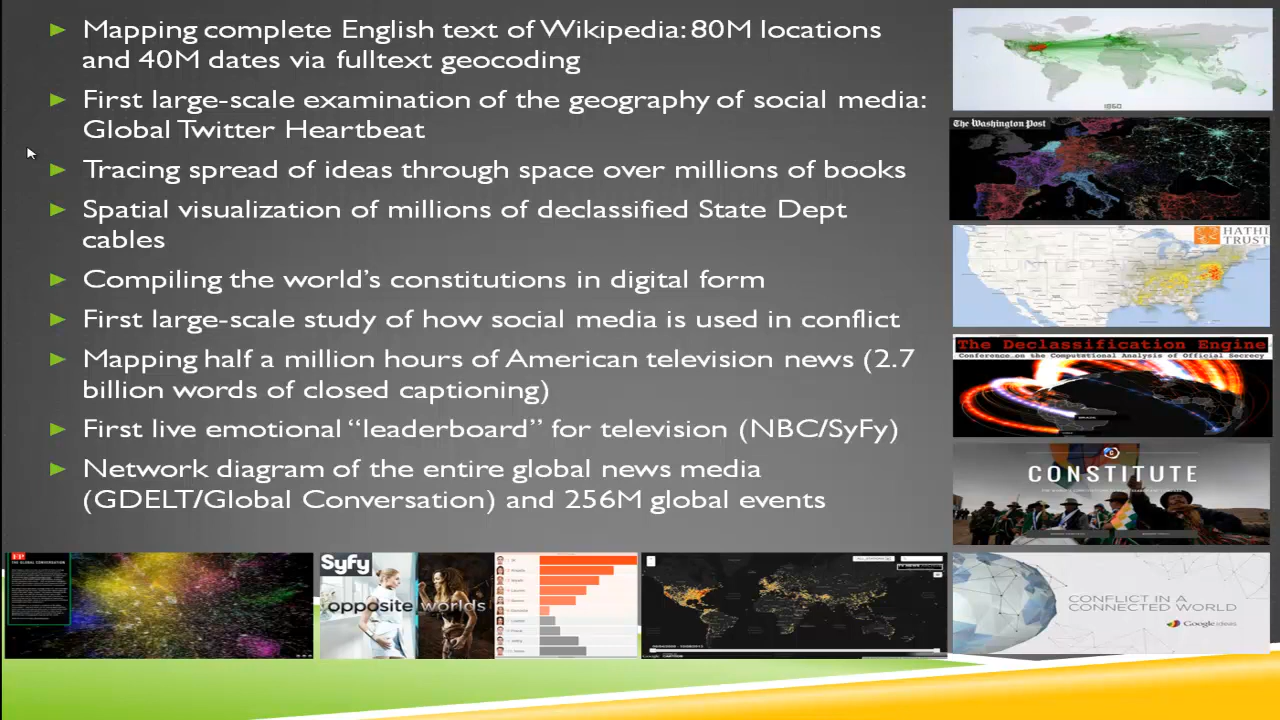 Mapping complete English text of Wikipedia: 80M locations
and 40M dates via fulltext geocoding
First large-scale examination of the geography of social media:
Global Twitter Heartbeat
Tracing spread of ideas through space over millions of books
Spatial visualization of millions of declassified State Dept
cables
Compiling the world's constitutions in digital form
First large-scale study of how social media is used in conflict
Mapping half a million hours of American television news (2.7
billion words of closed captioning)
First live emotional "leaderboard" for television (NBC/SyFy)
Network diagram of the entire global news media
(GDELT/Global Conversation) and 256M global events
The Washington Post
HATHI
TRUST
The Declassification Engine
Conference on the Computational Analysis of Official Secrecy
CONSTITUTE
THE GLOBAL CONVERSATION
Syfy
opposite worlds
CONFLICT IN A
CONNECTED WORLD
Google ideas